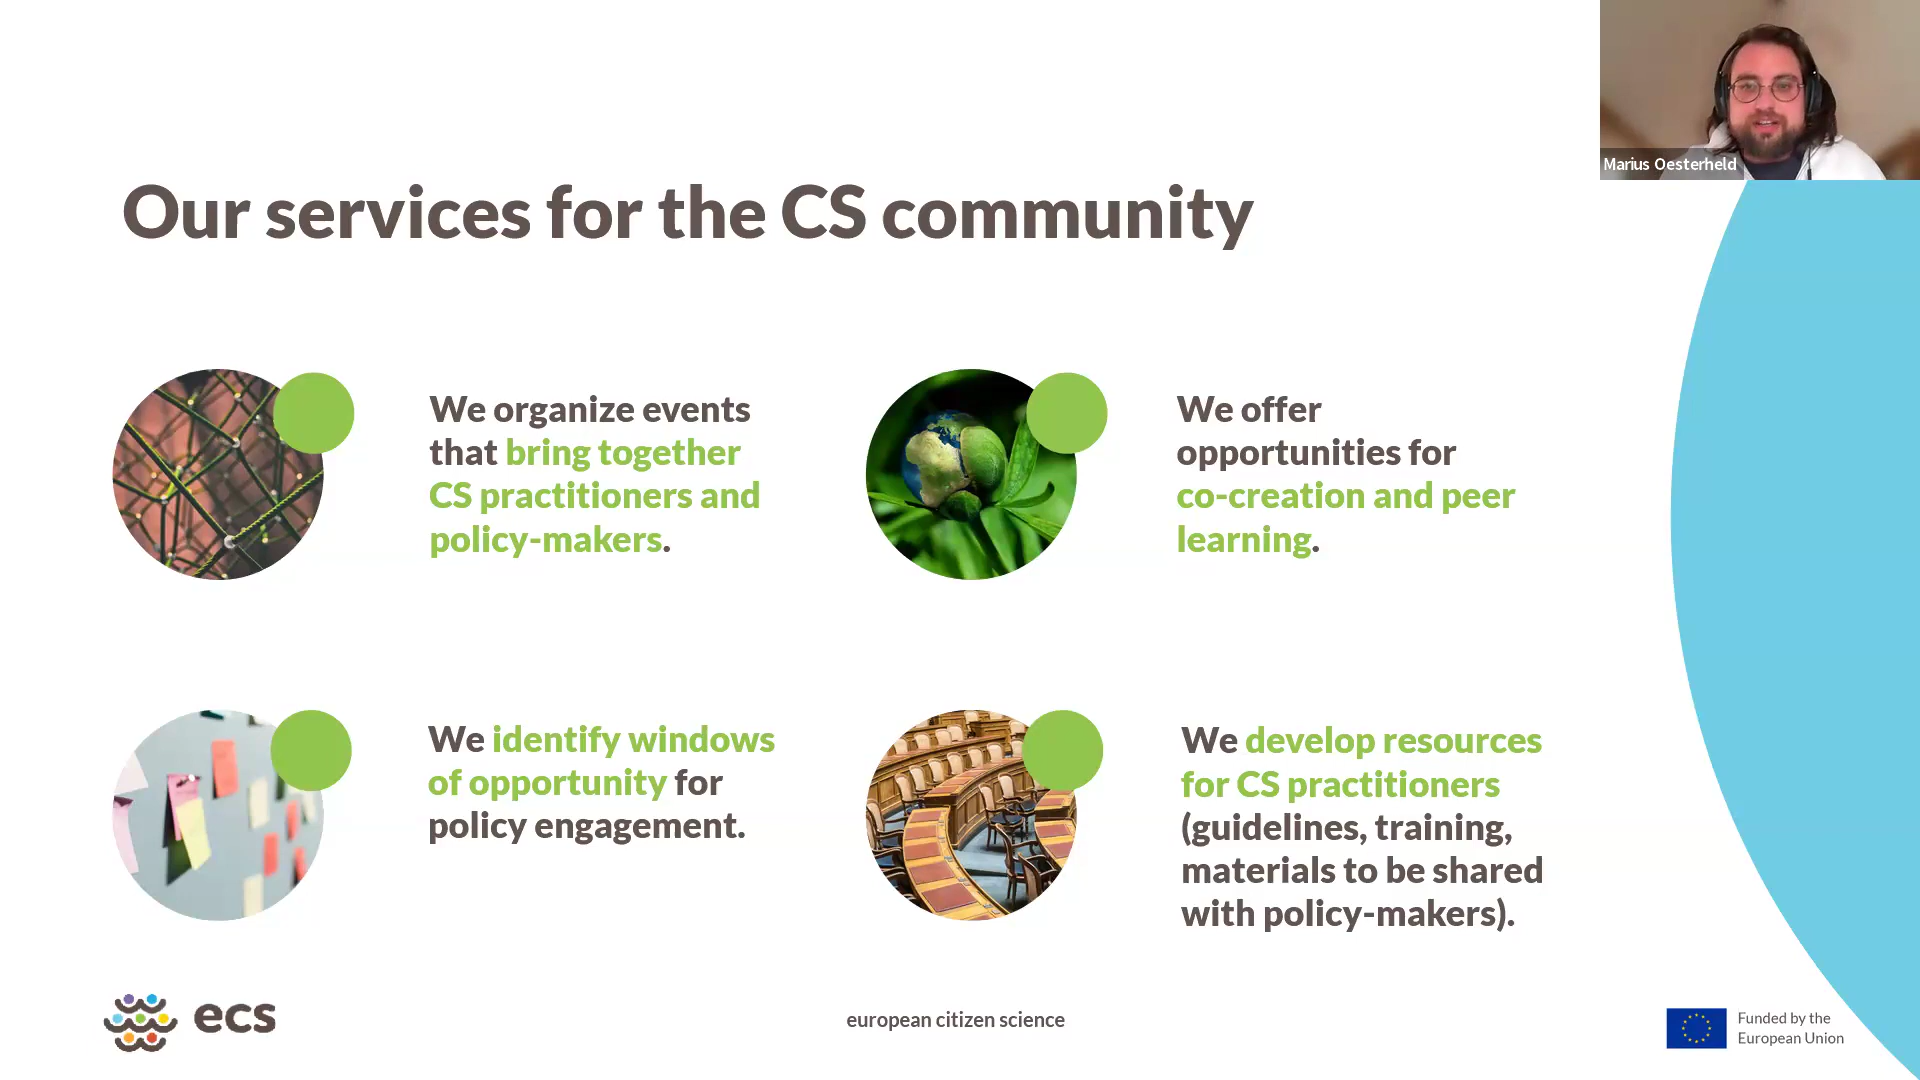 Marius Oesterheld
Our services for the CS community
We organize events
that bring together
CS practitioners and
policy-makers.
We offer
opportunities for
co-creation and peer
learning.
We identify windows
of opportunity for
policy engagement.
We develop resources
for CS practitioners
(guidelines, training,
materials to be shared
with policy-makers).
ecs
european citizen science
Funded by the
European Union